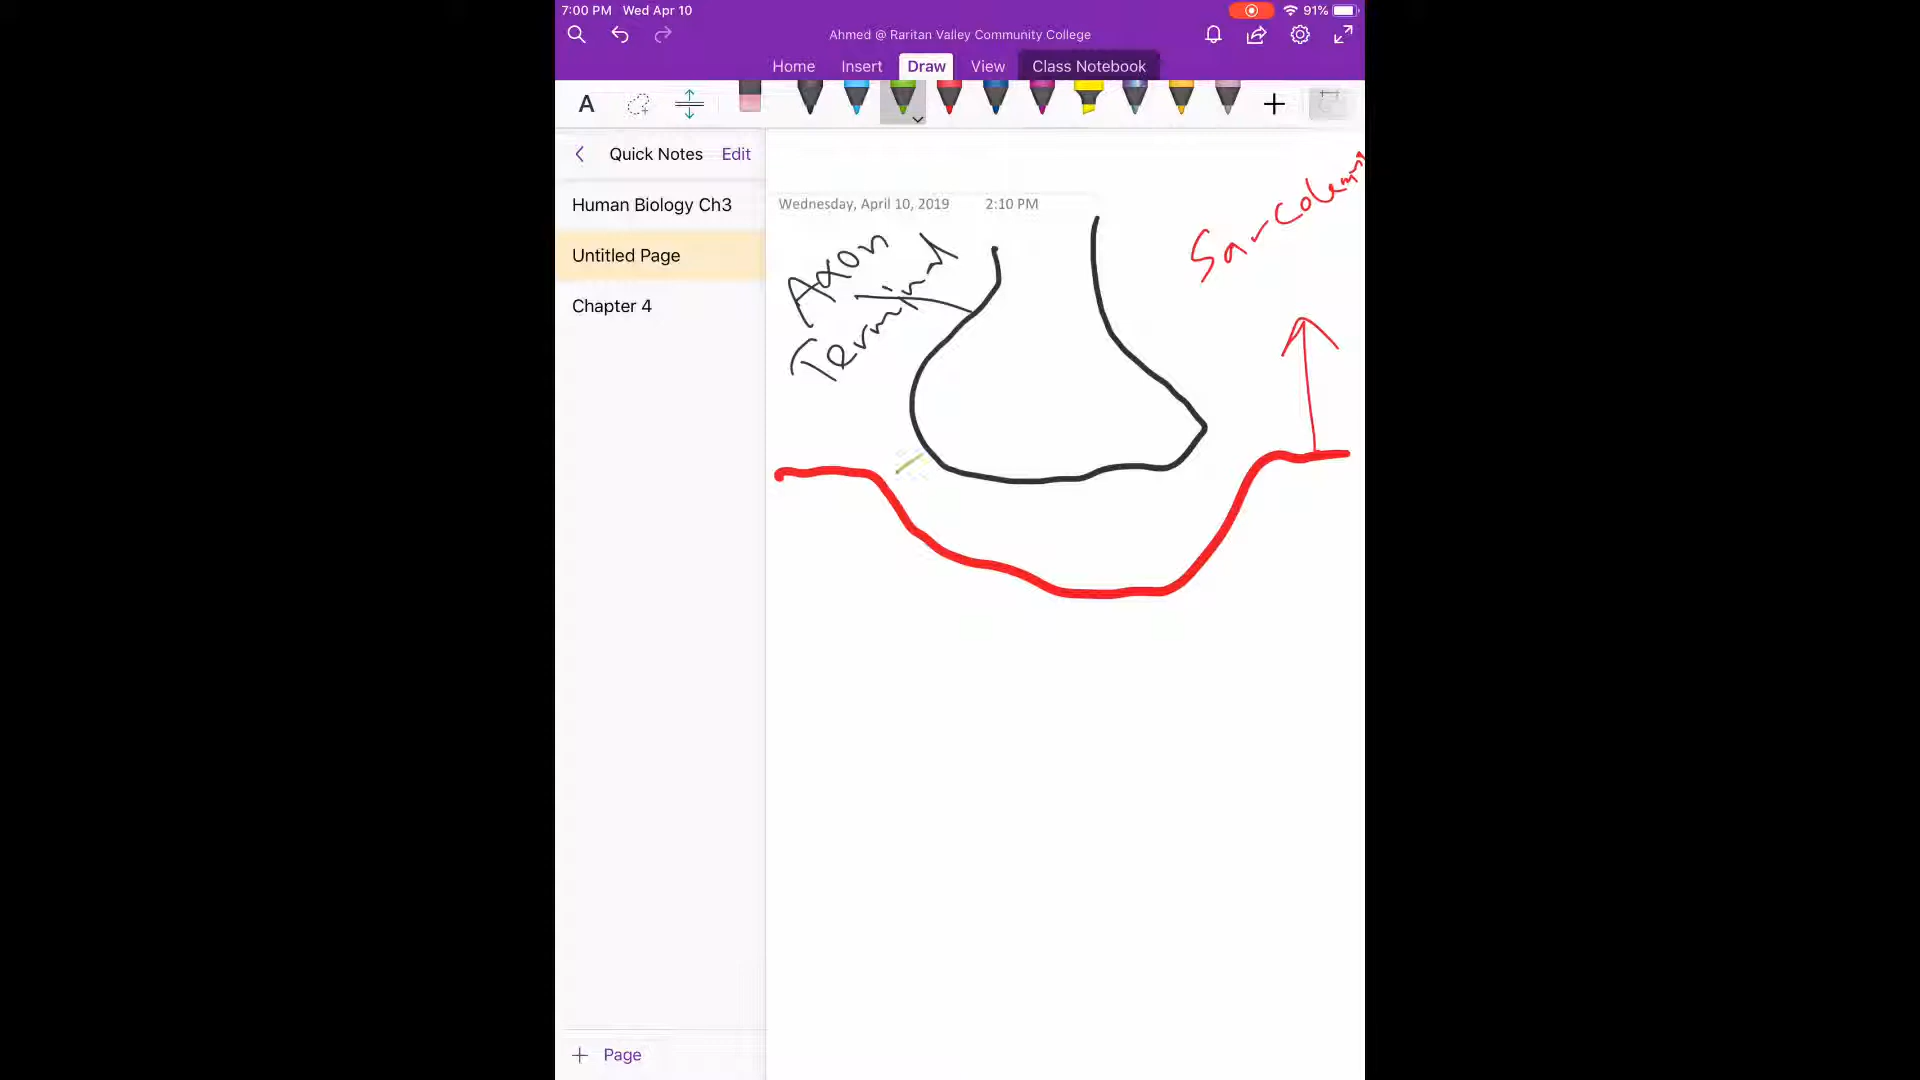 7:00 PM Wed Apr 10
91%
Ahmed @ Raritan Valley Community College
Home Insert Draw View Class Notebook
A
Quick Notes Edit
Human Biology Ch3
Untitled Page
Chapter 4
Wednesday, April 10, 2019 2:10 PM
Axon
Terminal
+ Page